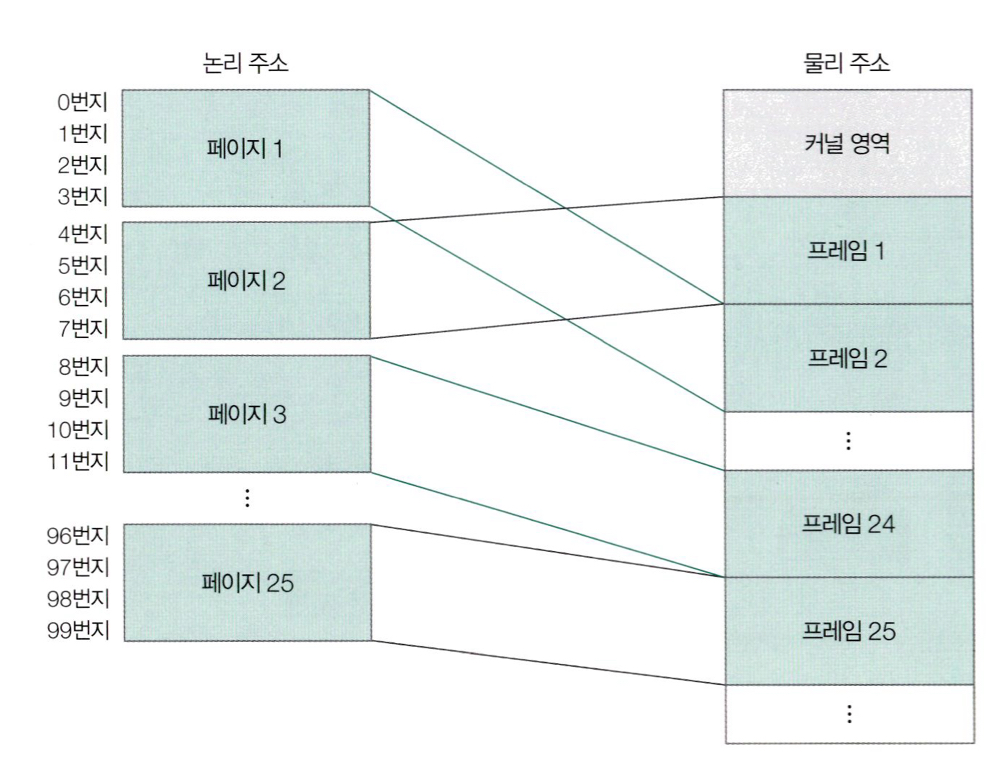 논리 주소
0번지
1번지
2번지
3번지
페이지 1
4번지
5번지
6번지
7번지
페이지 2
8번지
9번지
10번지
11번지
페이지 3
⋮
96번지
97번지
98번지
99번지
페이지 25
물리 주소
커널 영역
프레임 1
프레임 2
⋮
프레임 24
프레임 25
⋮